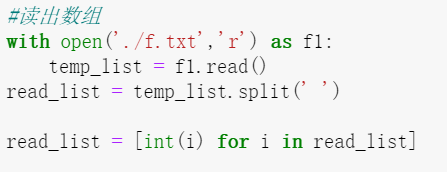 #读出数组
with open('./f.txt','r') as f1:
    temp_list = f1.read()
read_list = temp_list.split(' ')
read_list = [int(i) for i in read_list]